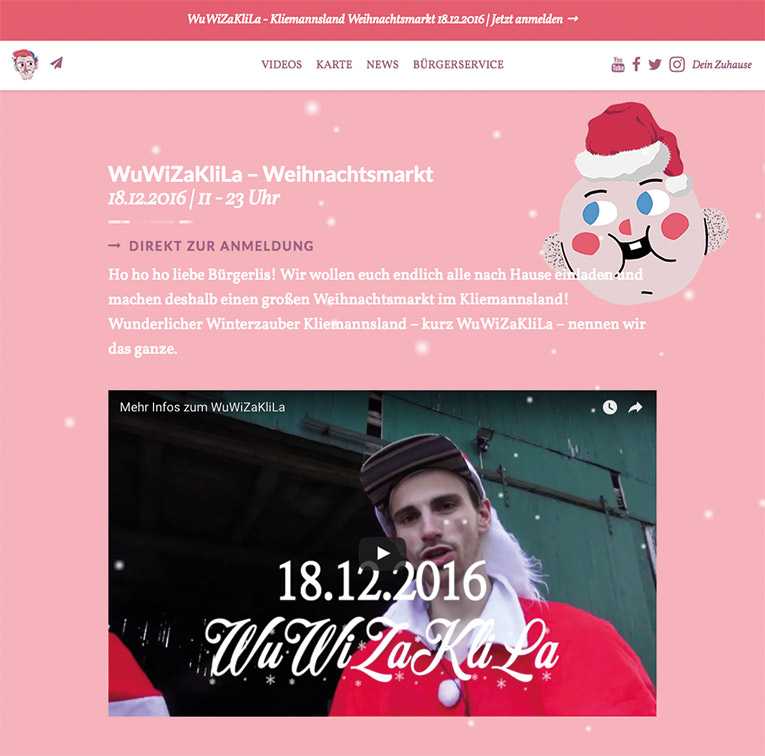 WuWiZaKliLa - Kliemannsland Weihnachtsmarkt 18.12.2016 | Jetzt anmelden →
VIDEOS KARTE NEWS BÜRGERSERVICE You Tube Dein Zuhause
WuWiZaKliLa – Weihnachtsmarkt
18.12.2016 | 11 - 23 Uhr
→ DIREKT ZUR ANMELDUNG
Ho ho ho liebe Bürgerlis! Wir wollen euch endlich alle nach Hause einladen und
machen deshalb einen großen Weihnachtsmarkt im Kliemannsland!
Wunderlicher Winterzauber Kliemannsland – kurz WuWiZaKliLa – nennen wir
das ganze.
Mehr Infos zum WuWiZaKliLa
18.12.2016
WuWiZaKliLa